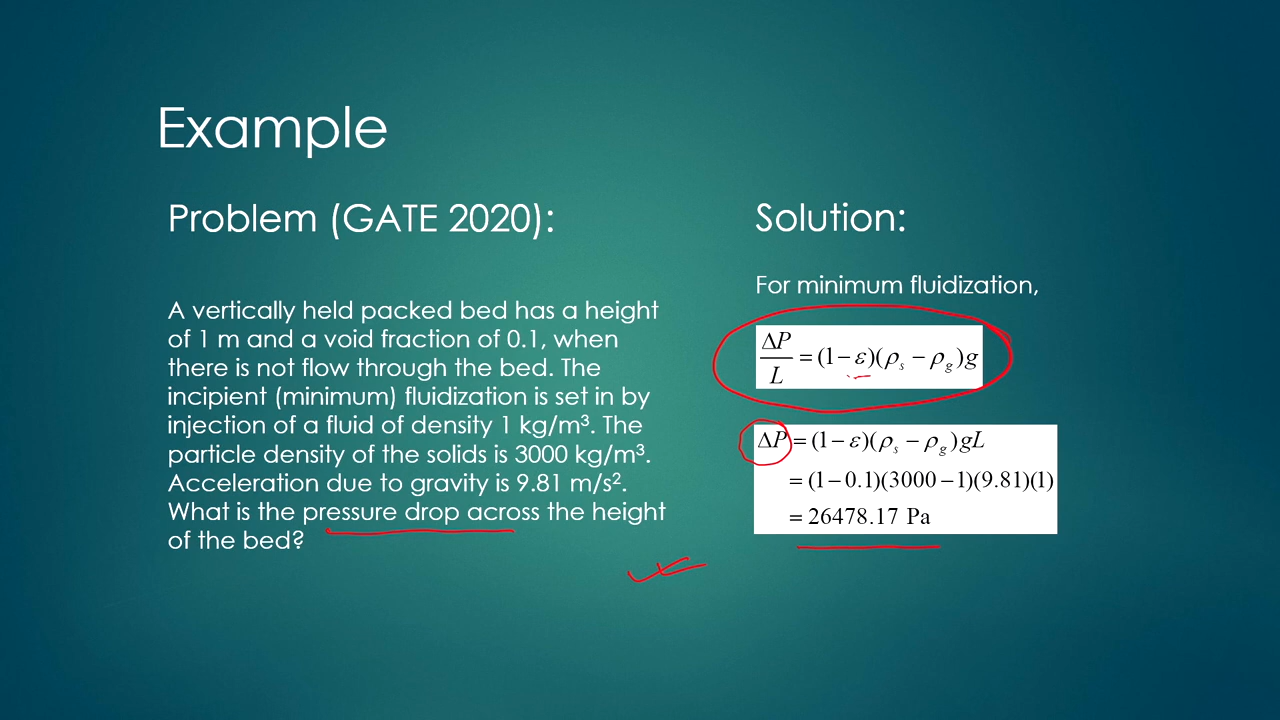 Example
Problem (GATE 2020):
A vertically held packed bed has a height
of 1 m and a void fraction of 0.1, when
there is not flow through the bed. The
incipient (minimum) fluidization is set in by
injection of a fluid of density 1 kg/m³. The
particle density of the solids is 3000 kg/m³.
Acceleration due to gravity is 9.81 m/s².
What is the pressure drop across the height
of the bed?
Solution:
For minimum fluidization,
ΔP/L = (1−ε)(ρₛ − ρ_g)g
ΔP = (1−ε)(ρₛ − ρ_g)gL
= (1−0.1)(3000−1)(9.81)(1)
= 26478.17 Pa